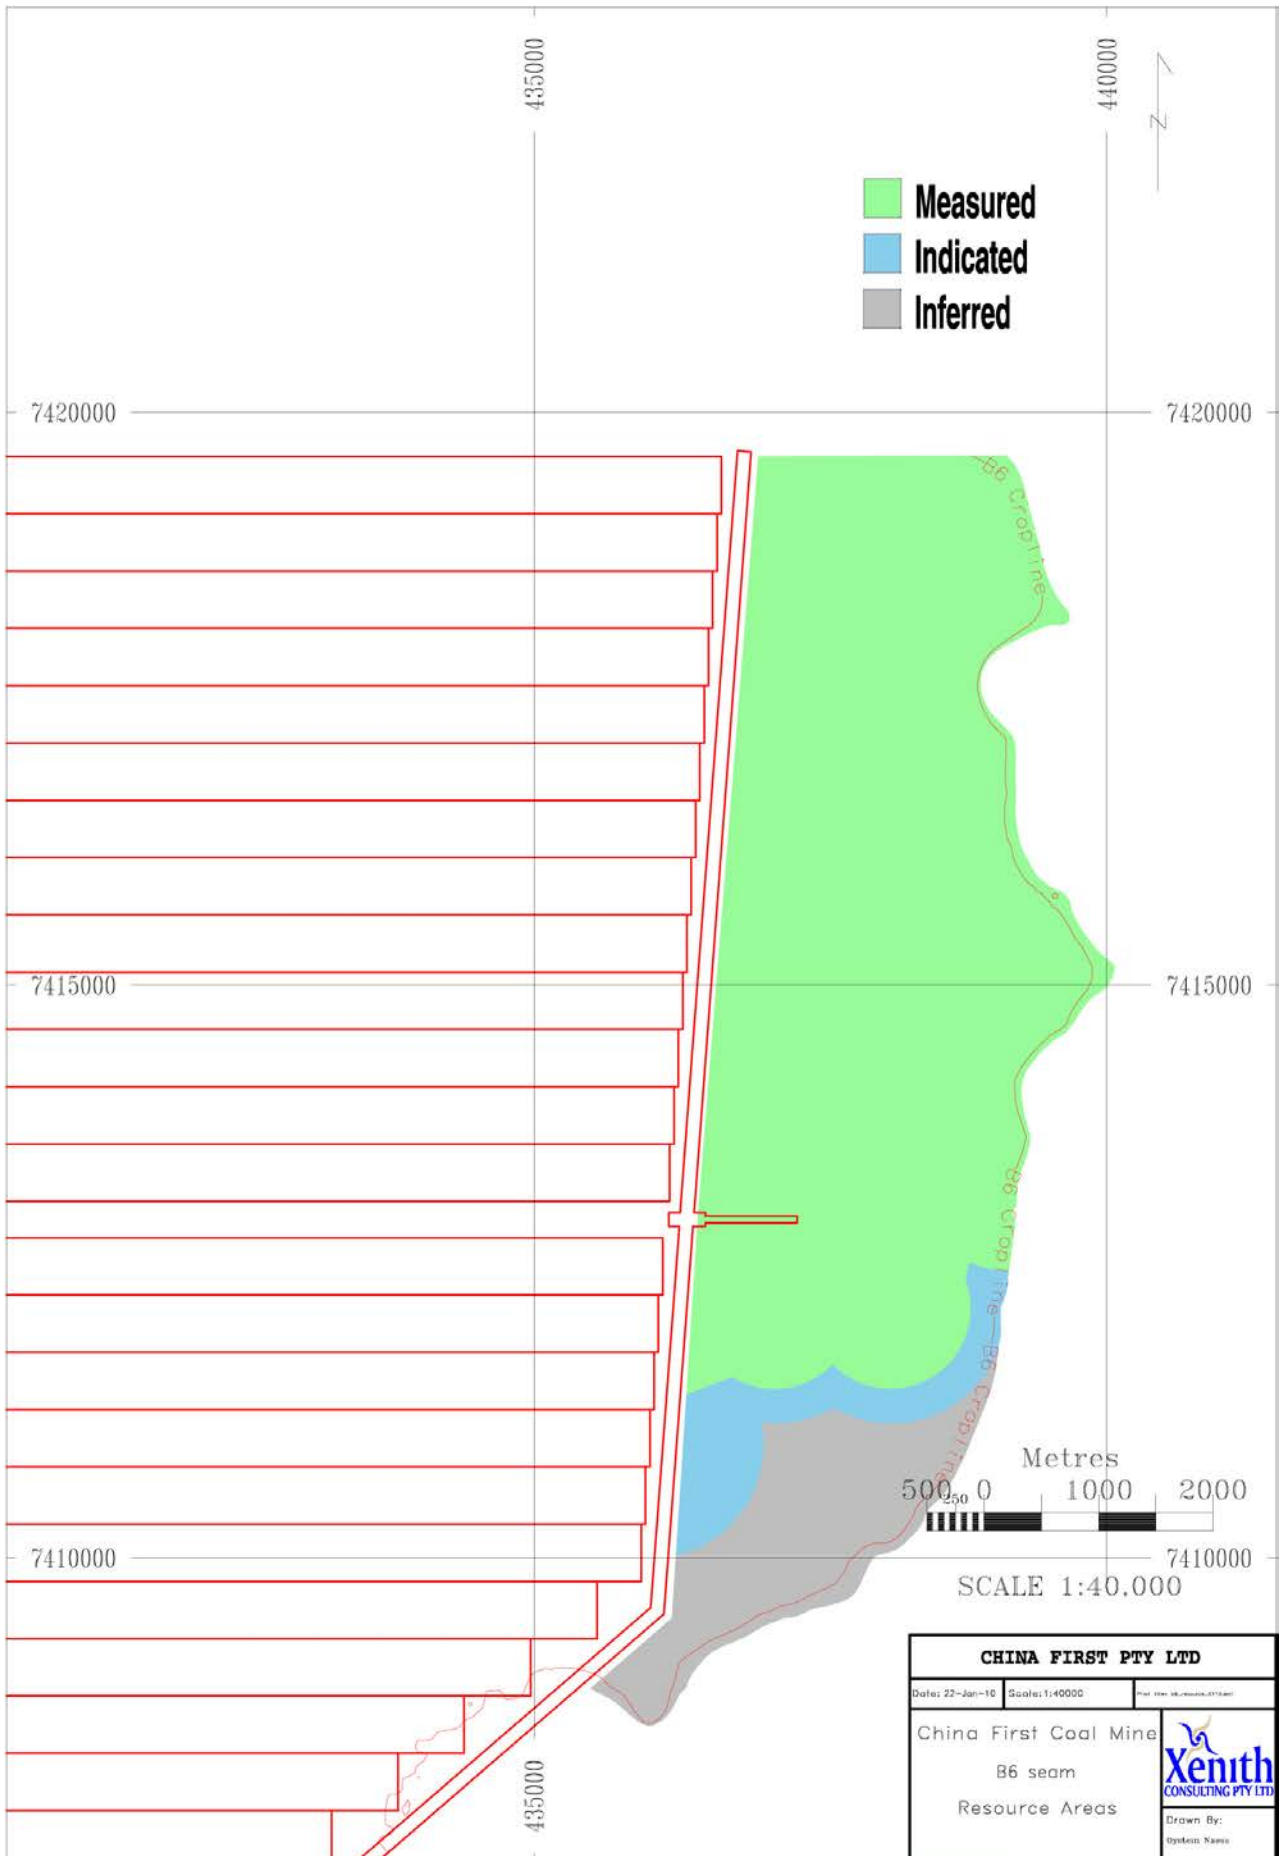 435000
440000
N
Measured
Indicated
Inferred
7420000
7420000
B6 Cropline
7415000
7415000
B6 Cropline
B6 Cropline
Metres
500 250 0 1000 2000
7410000
7410000
SCALE 1:40,000
435000
CHINA FIRST PTY LTD
Date: 22-Jan-10 Scale: 1:40000
China First Coal Mine
B6 seam
Resource Areas
Xenith
CONSULTING PTY LTD
Drawn By:
Oystein Naess